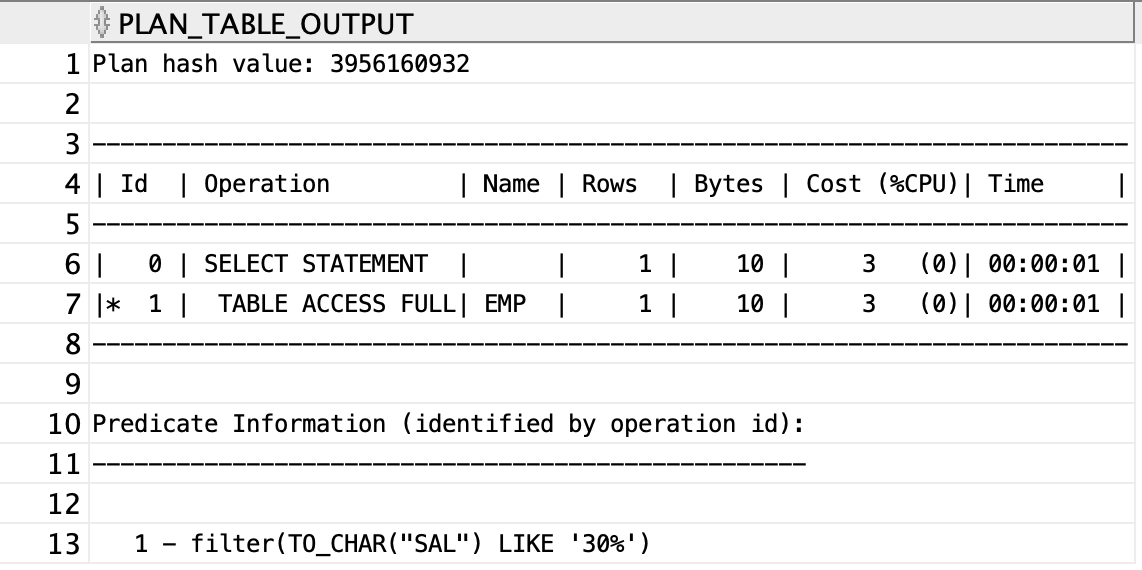 PLAN_TABLE_OUTPUT
1 Plan hash value: 3956160932
2
3 --------------------------------------------------------------------------
4 | Id  | Operation         | Name | Rows  | Bytes | Cost (%CPU)| Time     |
5 --------------------------------------------------------------------------
6 |   0 | SELECT STATEMENT  |      |     1 |    10 |     3   (0)| 00:00:01 |
7 |*  1 |  TABLE ACCESS FULL| EMP  |     1 |    10 |     3   (0)| 00:00:01 |
8 --------------------------------------------------------------------------
9
10 Predicate Information (identified by operation id):
11 ---------------------------------------------------
12
13    1 - filter(TO_CHAR("SAL") LIKE '30%')